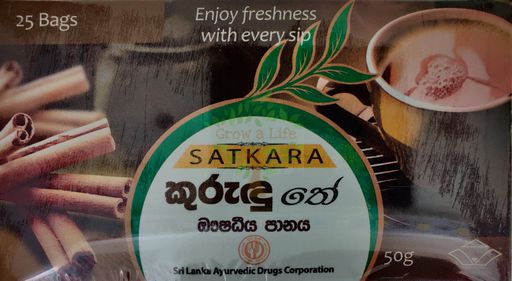 25 Bags
Enjoy freshness
with every sip
Grow a Life
SATKARA
කුරුඳු තේ
ඖෂධීය පානය
Sri Lanka Ayurvedic Drugs Corporation
50g